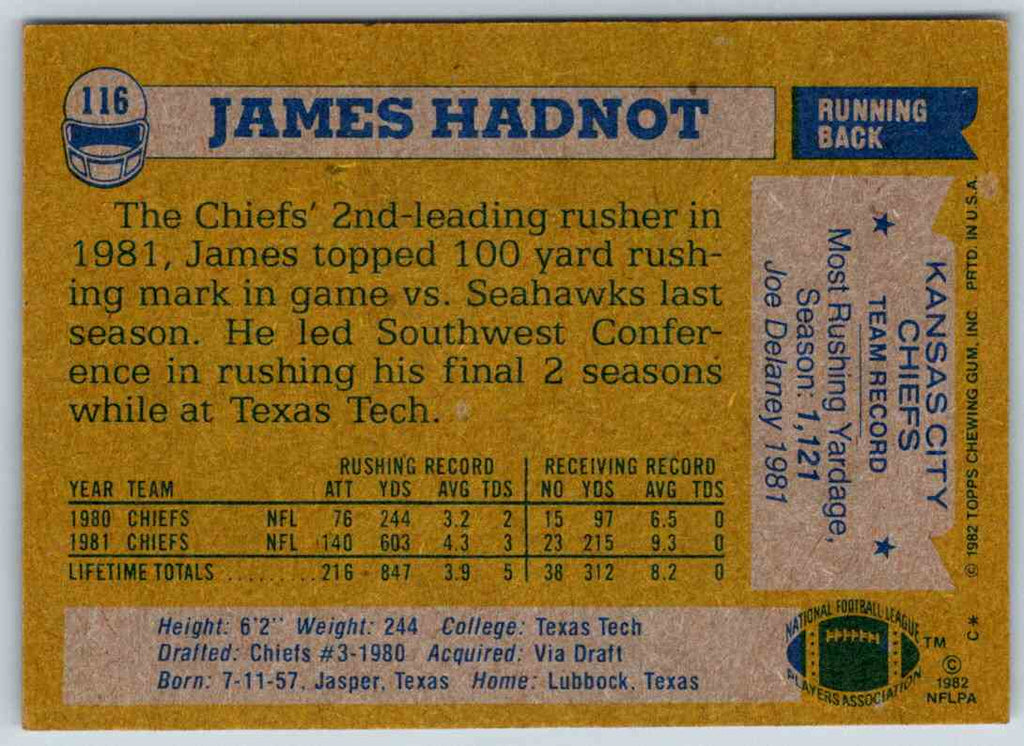 116
JAMES HADNOT
RUNNING
BACK
The Chiefs' 2nd-leading rusher in
1981, James topped 100 yard rush-
ing mark in game vs. Seahawks last
season. He led Southwest Confer-
ence in rushing his final 2 seasons
while at Texas Tech.
KANSAS CITY
CHIEFS
★ TEAM RECORD ★
Most Rushing Yardage,
Season: 1,121
Joe Delaney 1981
© 1982 TOPPS CHEWING GUM, INC. PRTD. IN U.S.A.
RUSHING RECORD RECEIVING RECORD
YEAR TEAM ATT YDS AVG TDS NO YDS AVG TDS
1980 CHIEFS NFL 76 244 3.2 2 15 97 6.5 0
1981 CHIEFS NFL 140 603 4.3 3 23 215 9.3 0
LIFETIME TOTALS .......... 216 847 3.9 5 38 312 8.2 0
Height: 6'2" Weight: 244 College: Texas Tech
Drafted: Chiefs #3-1980 Acquired: Via Draft
Born: 7-11-57, Jasper, Texas Home: Lubbock, Texas
NATIONAL FOOTBALL LEAGUE
PLAYERS ASSOCIATION
TM
©
1982
NFLPA
C*